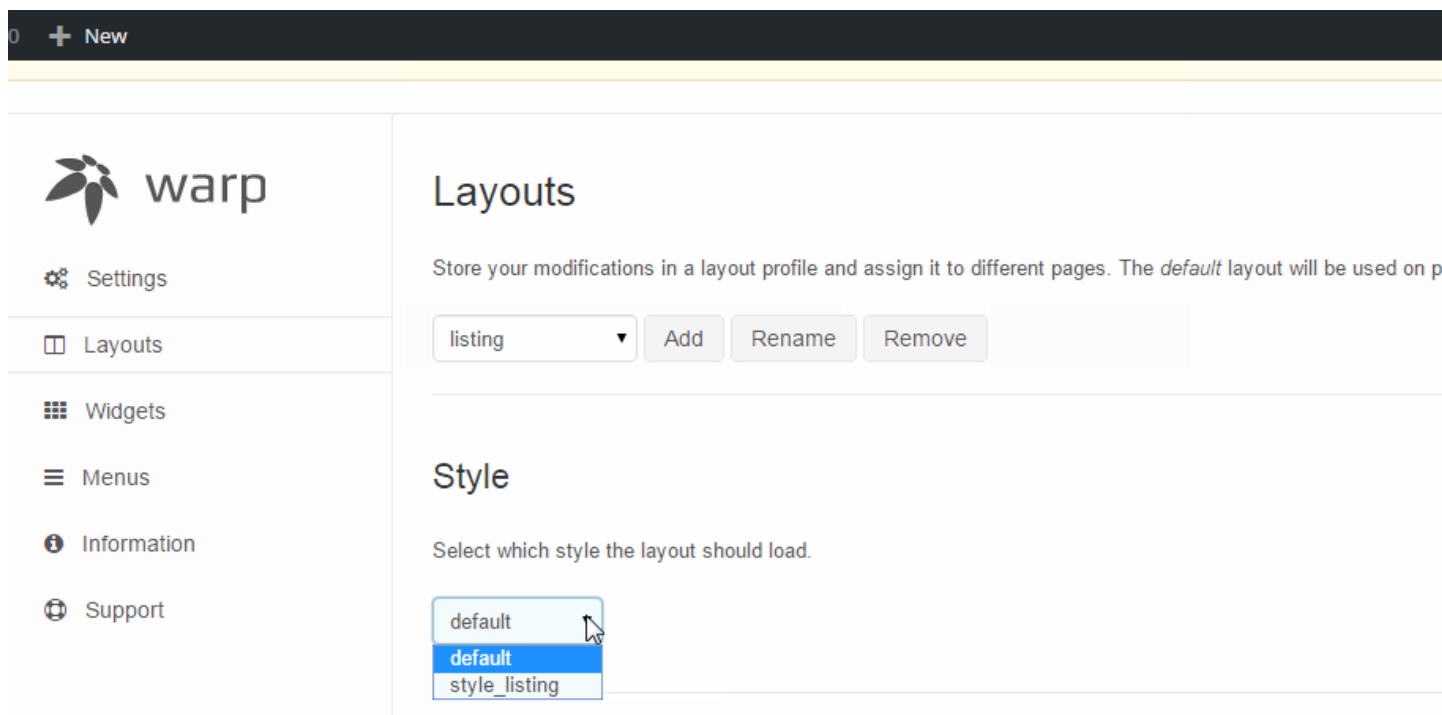 0 New
warp
Settings
Layouts
Widgets
Menus
Information
Support
Layouts
Store your modifications in a layout profile and assign it to different pages. The default layout will be used on p
listing Add Rename Remove
Style
Select which style the layout should load.
default
default
style_listing